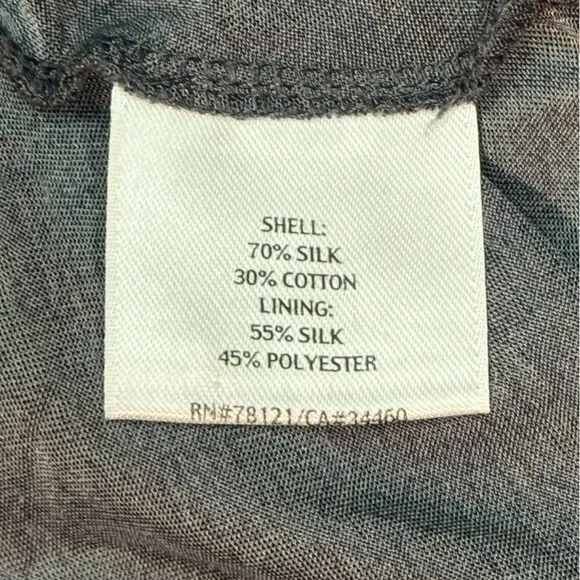 SHELL:
70% SILK
30% COTTON
LINING:
55% SILK
45% POLYESTER
RN#78121/CA#34460